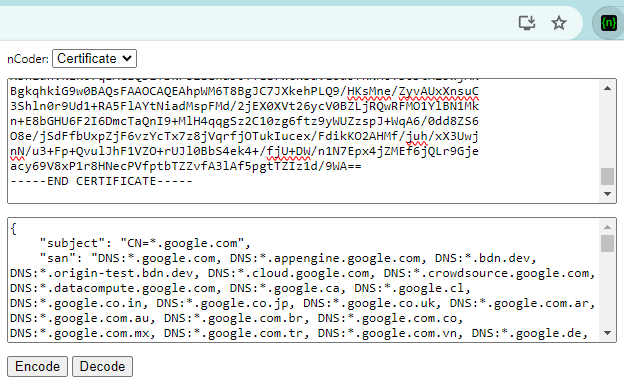 {n}
nCoder: Certificate
BgkqhkiG9w0BAQsFAAOCAQEAhpWM6T8BgJC7JXkehPLQ9/HKsMne/ZyvAUxXnsuC
3Shln0r9Ud1+RA5FlAYtNiadMspFMd/2jEX0XVt26ycV0BZLjRQwRFMO1YlBN1Mk
n+E8bGHU6F2I6DmcTaQnI9+MlH4qqgSz2C10zg6ftz9yWUZzspJ+WqA6/0dd8ZS6
O8e/jSdFfbUxpZjF6vzYcTx7z8jVqrfjOTukIucex/FdikKO2AHMf/juh/xX3Uwj
nN/u3+Fp+QvulJhF1VZO+rUJl0BbS4ek4+/fjU+DW/n1N7Epx4jZMEf6jQLr9Gje
acy69V8xP1r8HNecPVfptbTZZvfA3lAf5pgtTZIz1d/9WA==
-----END CERTIFICATE-----
{
"subject": "CN=*.google.com",
"san": "DNS:*.google.com, DNS:*.appengine.google.com, DNS:*.bdn.dev,
DNS:*.origin-test.bdn.dev, DNS:*.cloud.google.com, DNS:*.crowdsource.google.com,
DNS:*.datacompute.google.com, DNS:*.google.ca, DNS:*.google.cl,
DNS:*.google.co.in, DNS:*.google.co.jp, DNS:*.google.co.uk, DNS:*.google.com.ar,
DNS:*.google.com.au, DNS:*.google.com.br, DNS:*.google.com.co,
DNS:*.google.com.mx, DNS:*.google.com.tr, DNS:*.google.com.vn, DNS:*.google.de,
Encode Decode